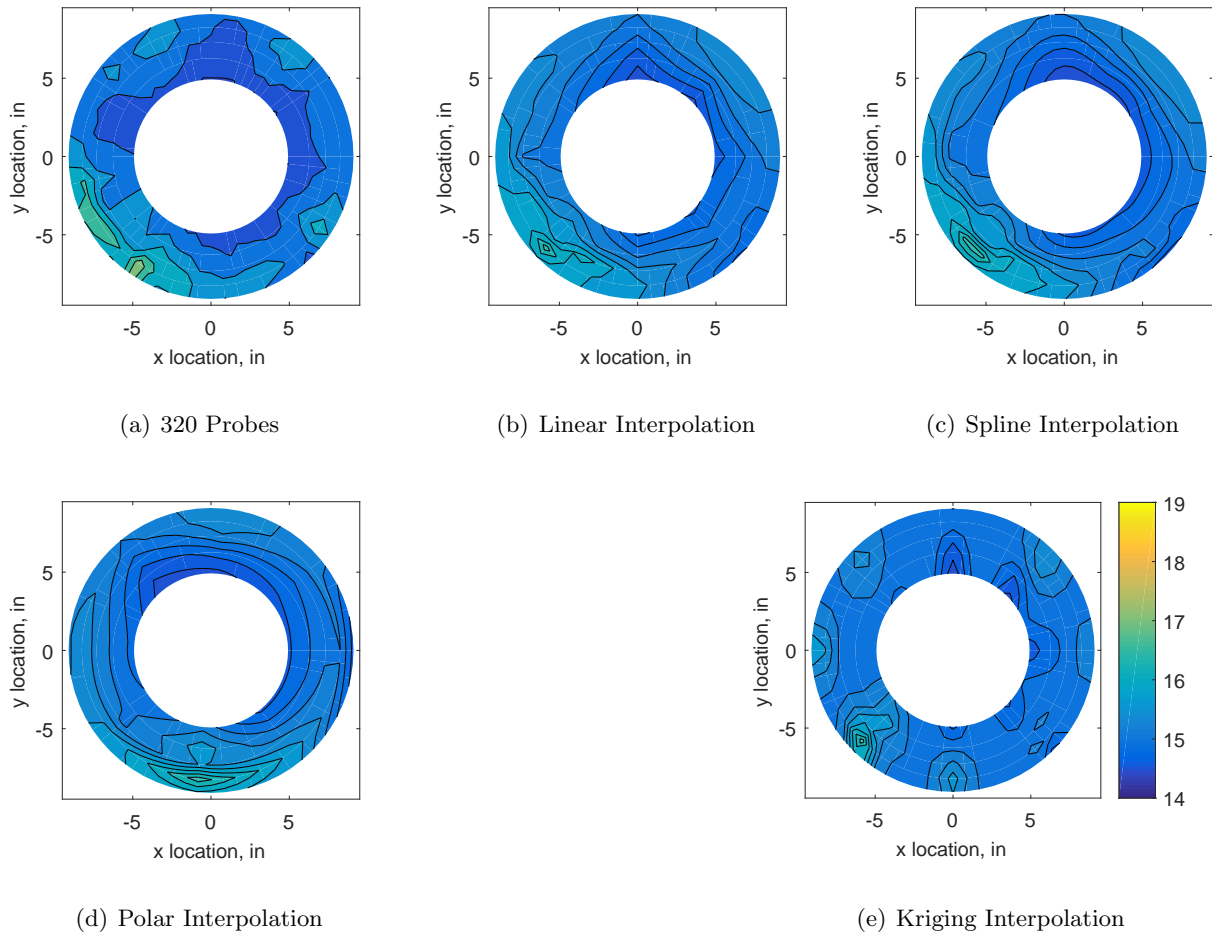 5
0
-5
y location, in
-5 0 5
x location, in
(a) 320 Probes
5
0
-5
y location, in
-5 0 5
x location, in
(b) Linear Interpolation
5
0
-5
y location, in
-5 0 5
x location, in
(c) Spline Interpolation
5
0
-5
y location, in
-5 0 5
x location, in
(d) Polar Interpolation
5
0
-5
y location, in
-5 0 5
x location, in
19
18
17
16
15
14
(e) Kriging Interpolation